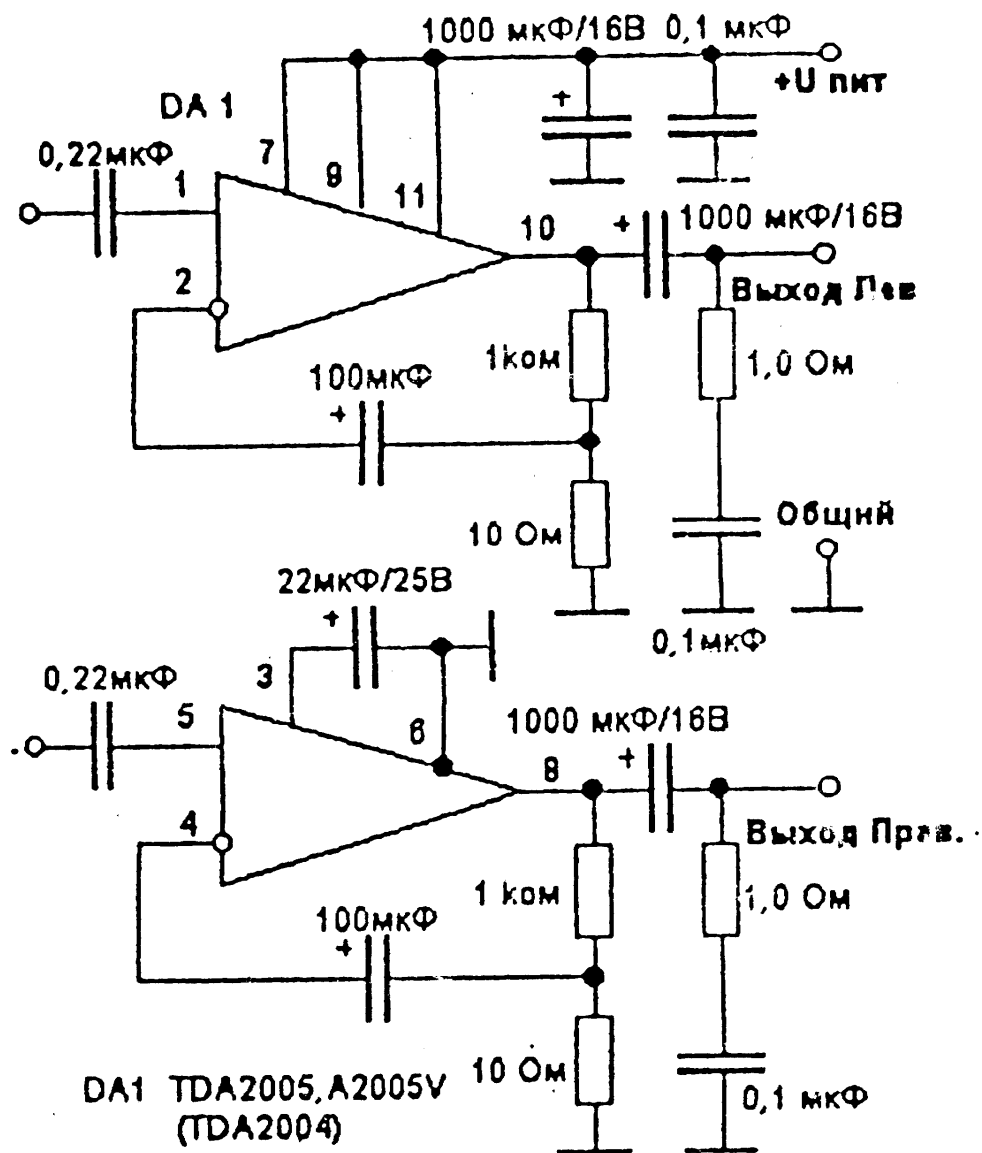 1000 мкФ/16В 0,1 мкФ
+U пит
DA 1
0,22мкФ
7
1
9
11
10
+
+
1000 мкФ/16В
2
Выход Лев
1ком
1,0 Ом
100мкФ
+
10 Ом
Общий
22мкФ/25В
+
0,1мкФ
0,22мкФ
3
5
6
1000 мкФ/16В
+
8
4
Выход Прав.
1 ком
1,0 Ом
100мкФ
+
10 Ом
0,1 мкФ
DA1 TDA2005, A2005V
(TDA2004)